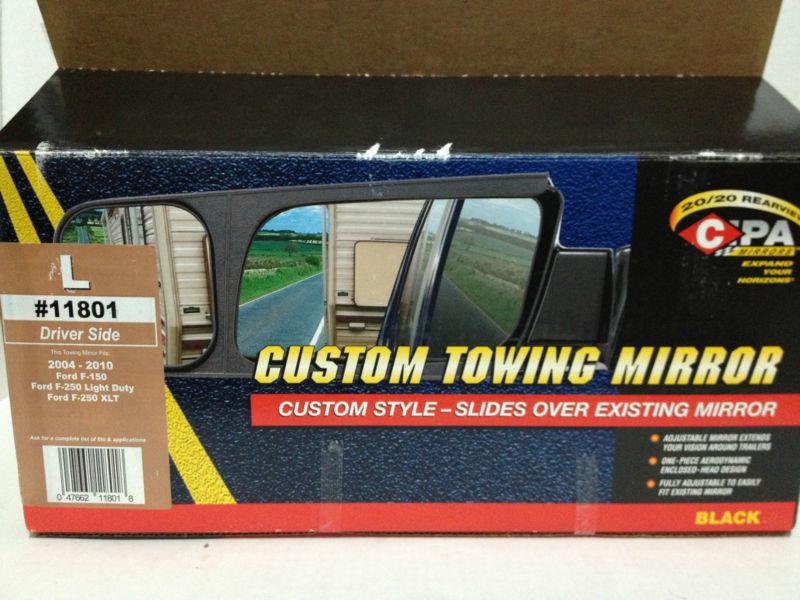 L
#11801
Driver Side
This Towing Mirror Fits:
2004 - 2010
Ford F-150
Ford F-250 Light Duty
Ford F-250 XLT
Ask for a complete list of fits & applications
0 47662 11801 8
20/20 REARVIEW
CIPA
MIRRORS
EXPAND
YOUR
HORIZONS®
CUSTOM TOWING MIRROR
CUSTOM STYLE – SLIDES OVER EXISTING MIRROR
ADJUSTABLE MIRROR EXTENDS
YOUR VISION AROUND TRAILERS
ONE-PIECE AERODYNAMIC
ENCLOSED-HEAD DESIGN
FULLY ADJUSTABLE TO EASILY
FIT EXISTING MIRROR
BLACK